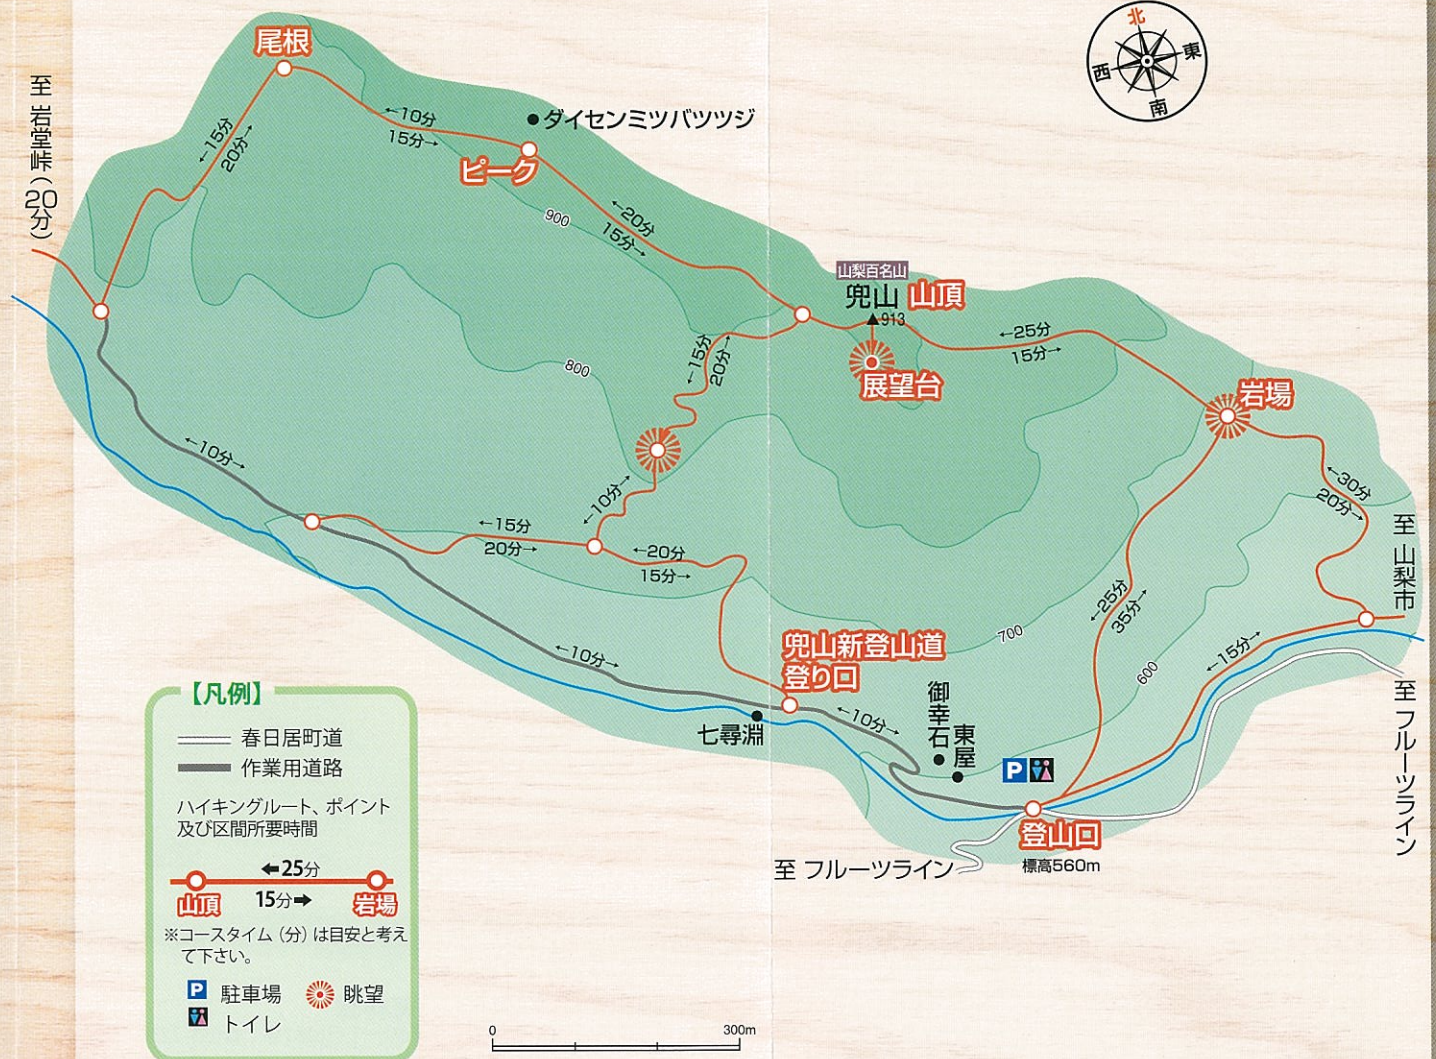 北
東
西
南
尾根
至 岩堂峠(20分)
←15分
20分→
←10分
15分→
ダイセンミツバツツジ
ピーク
900
←20分
15分→
山梨百名山
兜山 山頂
▲913
展望台
←25分
15分→
岩場
←15分
20分→
800
←10分→
←10分→
←15分
20分→
←20分
15分→
←30分
20分→
至 山梨市
←25分
35分→
700
600
←15分→
兜山新登山道
登り口
←10分→
七尋淵
←10分→
御幸石
東屋
P
登山口
標高560m
至 フルーツライン
至 フルーツライン
【凡例】
春日居町道
作業用道路
ハイキングルート、ポイント
及び区間所要時間
←25分
15分→
山頂
岩場
※コースタイム(分)は目安と考え
て下さい。
P 駐車場
眺望
トイレ
0
300m